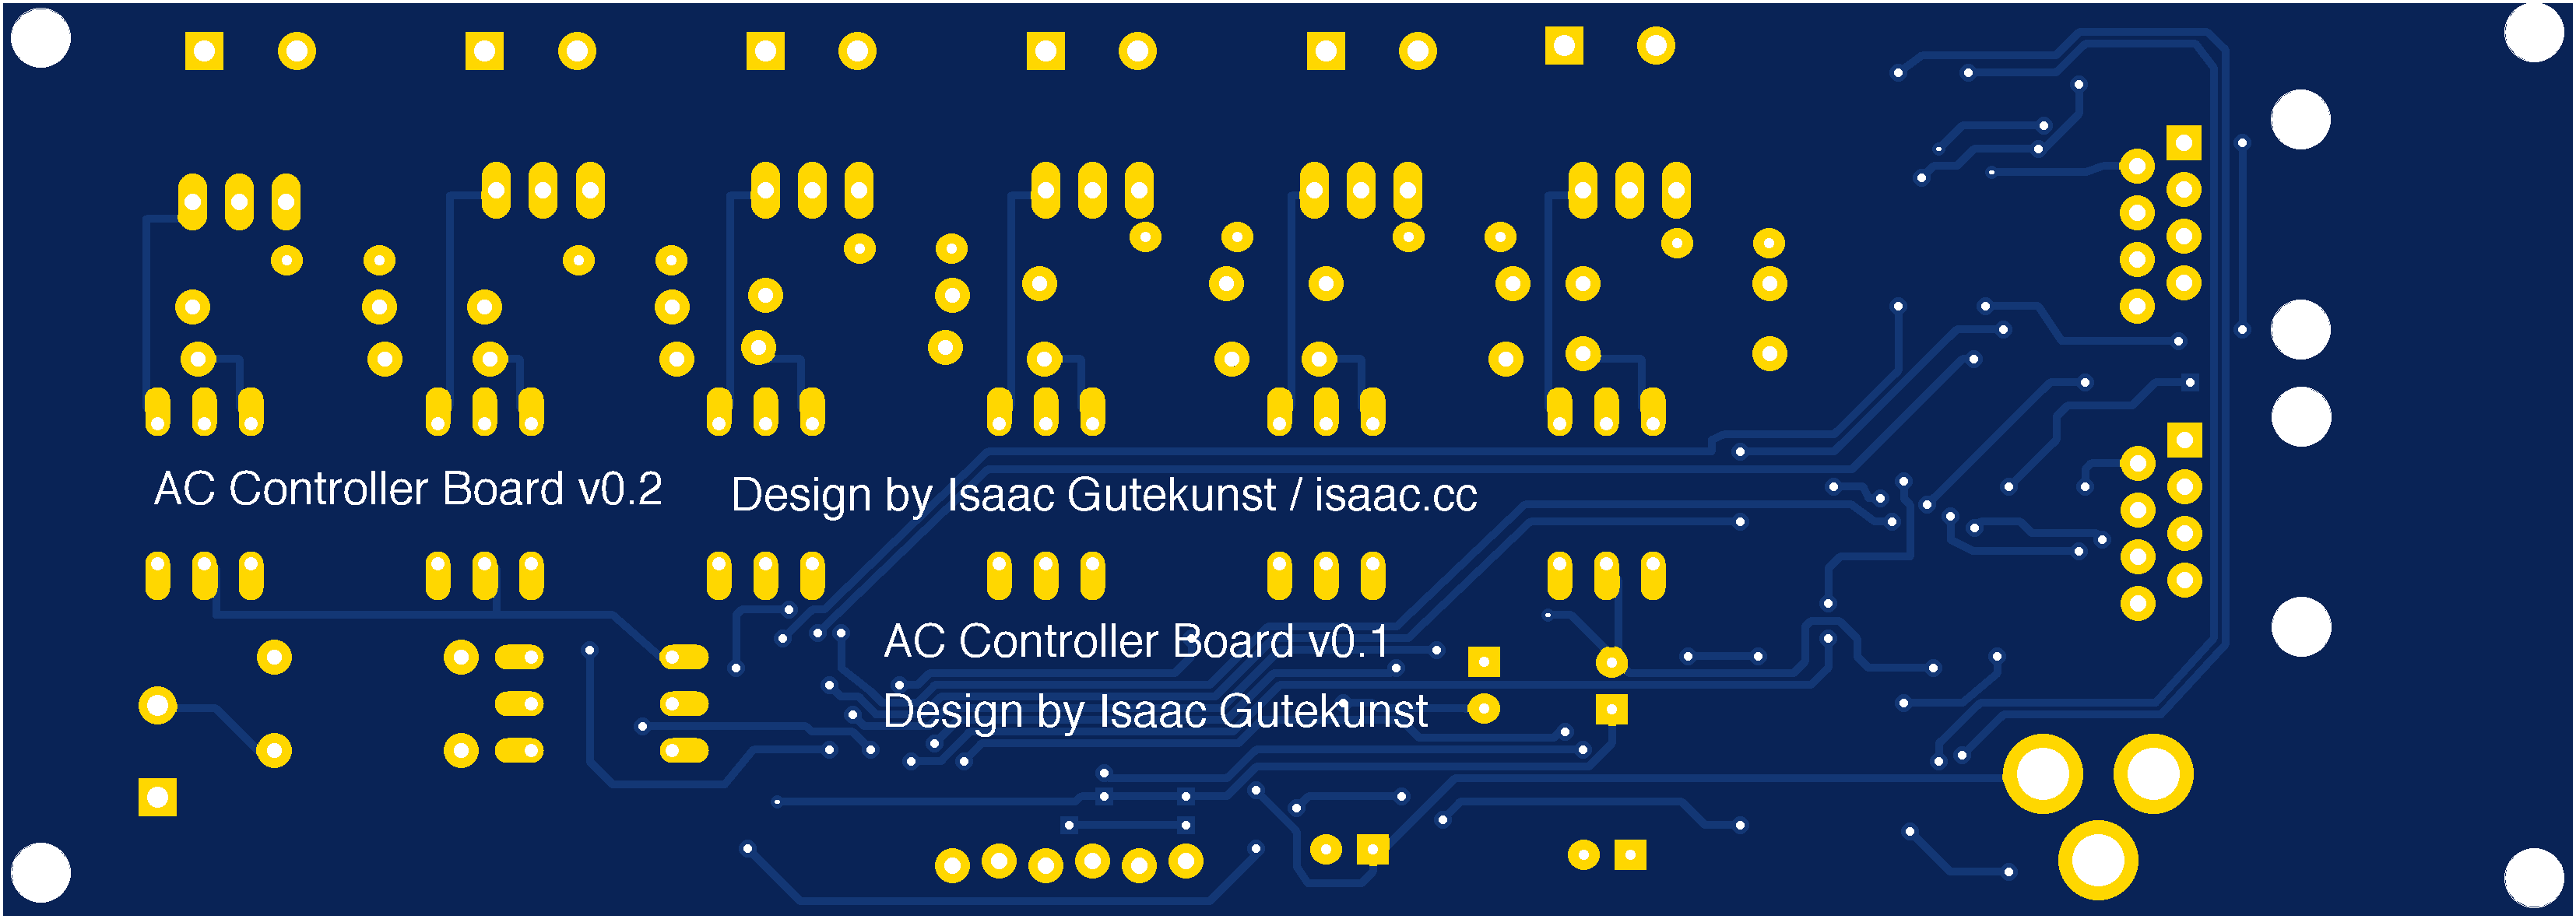 AC Controller Board v0.2
Design by Isaac Gutekunst / isaac.cc
AC Controller Board v0.1
Design by Isaac Gutekunst